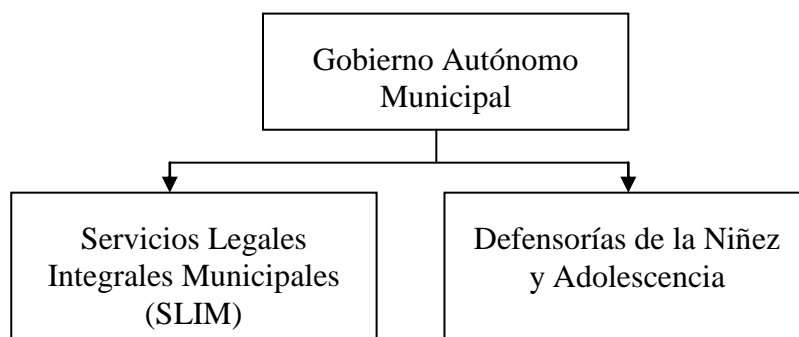 Gobierno Autónomo
Municipal
Servicios Legales
Integrales Municipales
(SLIM)
Defensorías de la Niñez
y Adolescencia